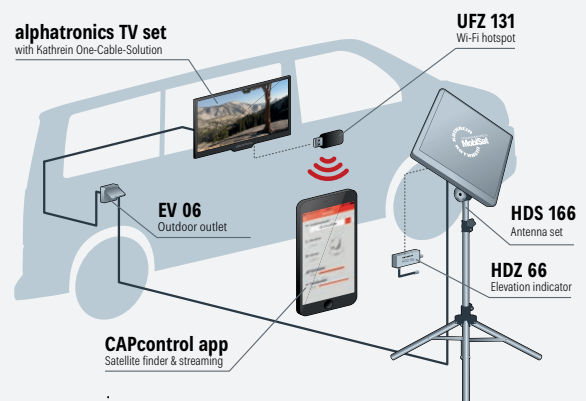 alphatronics TV set
with Kathrein One-Cable-Solution
UFZ 131
Wi-Fi hotspot
MobiSet
EV 06
Outdoor outlet
HDS 166
Antenna set
HDZ 66
Elevation indicator
CAPcontrol app
Satellite finder & streaming